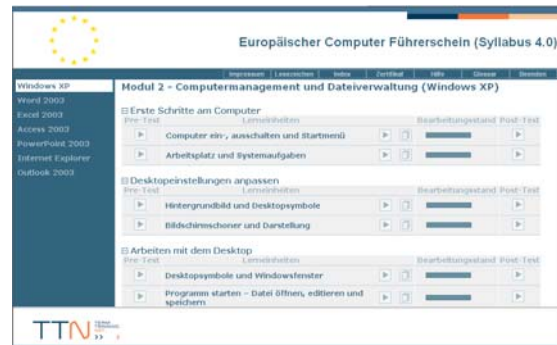 Europäischer Computer Führerschein (Syllabus 4.0)
Impressum | Lesezeichen | Index | Zertifikat | Hilfe | Glossar | Beenden
Windows XP
Word 2003
Excel 2003
Access 2003
PowerPoint 2003
Internet Explorer
Outlook 2003
Modul 2 - Computermanagement und Dateiverwaltung (Windows XP)
Erste Schritte am Computer
Pre-Test Lerneinheiten Bearbeitungsstand Post-Test
Computer ein-, ausschalten und Startmenü
Arbeitsplatz und Systemaufgaben
Desktopeinstellungen anpassen
Pre-Test Lerneinheiten Bearbeitungsstand Post-Test
Hintergrundbild und Desktopsymbole
Bildschirmschoner und Darstellung
Arbeiten mit dem Desktop
Pre-Test Lerneinheiten Bearbeitungsstand Post-Test
Desktopsymbole und Windowsfenster
Programm starten – Datei öffnen, editieren und
speichern
TTN